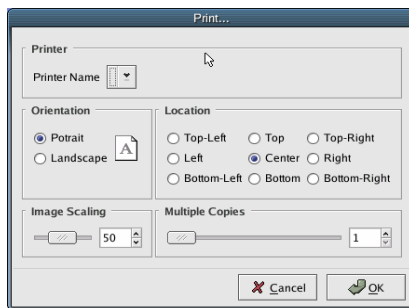 Print...
Printer
Printer Name
Orientation
Potrait
Landscape
A
Location
Top-Left Top Top-Right
Left Center Right
Bottom-Left Bottom Bottom-Right
Image Scaling
50
Multiple Copies
1
Cancel OK